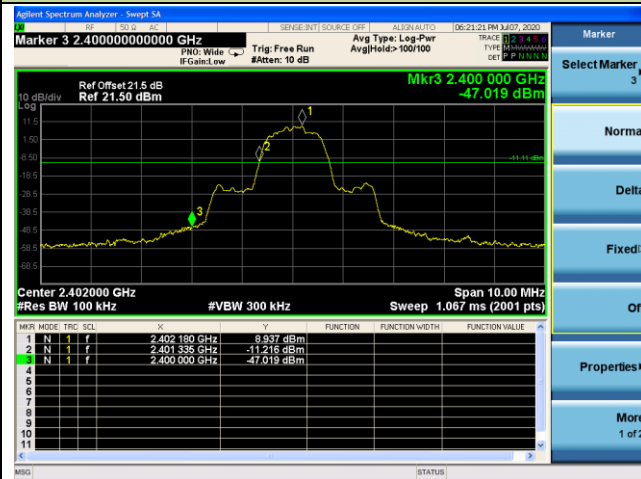 Agilent Spectrum Analyzer - Swept SA
RF 50 Ω AC SENSE:INT SOURCE OFF ALIGN AUTO 06:21:21 PM Jul 07, 2020
Marker 3 2.400000000000 GHz
PNO: Wide
IFGain:Low
Trig: Free Run
#Atten: 10 dB
Avg Type: Log-Pwr
Avg|Hold:>100/100
TRACE 1 2 3 4 5 6
TYPE M
DET P P N N N N
Ref Offset 21.5 dB
10 dB/div Ref 21.50 dBm
Log
Mkr3 2.400 000 GHz
-47.019 dBm
11.5
1.50
-8.50
-18.5
-28.5
-38.5
-48.5
-58.5
-68.5
1
2
3
-11.11 dBm
Center 2.402000 GHz Span 10.00 MHz
#Res BW 100 kHz #VBW 300 kHz Sweep 1.067 ms (2001 pts)
MKR MODE TRC SCL X Y FUNCTION FUNCTION WIDTH FUNCTION VALUE
1 N 1 f 2.402 180 GHz 8.937 dBm
2 N 1 f 2.401 335 GHz -11.216 dBm
3 N 1 f 2.400 000 GHz -47.019 dBm
4
5
6
7
8
9
10
11
MSG STATUS
Marker
Select Marker
3
Norma
Delta
Fixed
Of
Properties
More
1 of 2